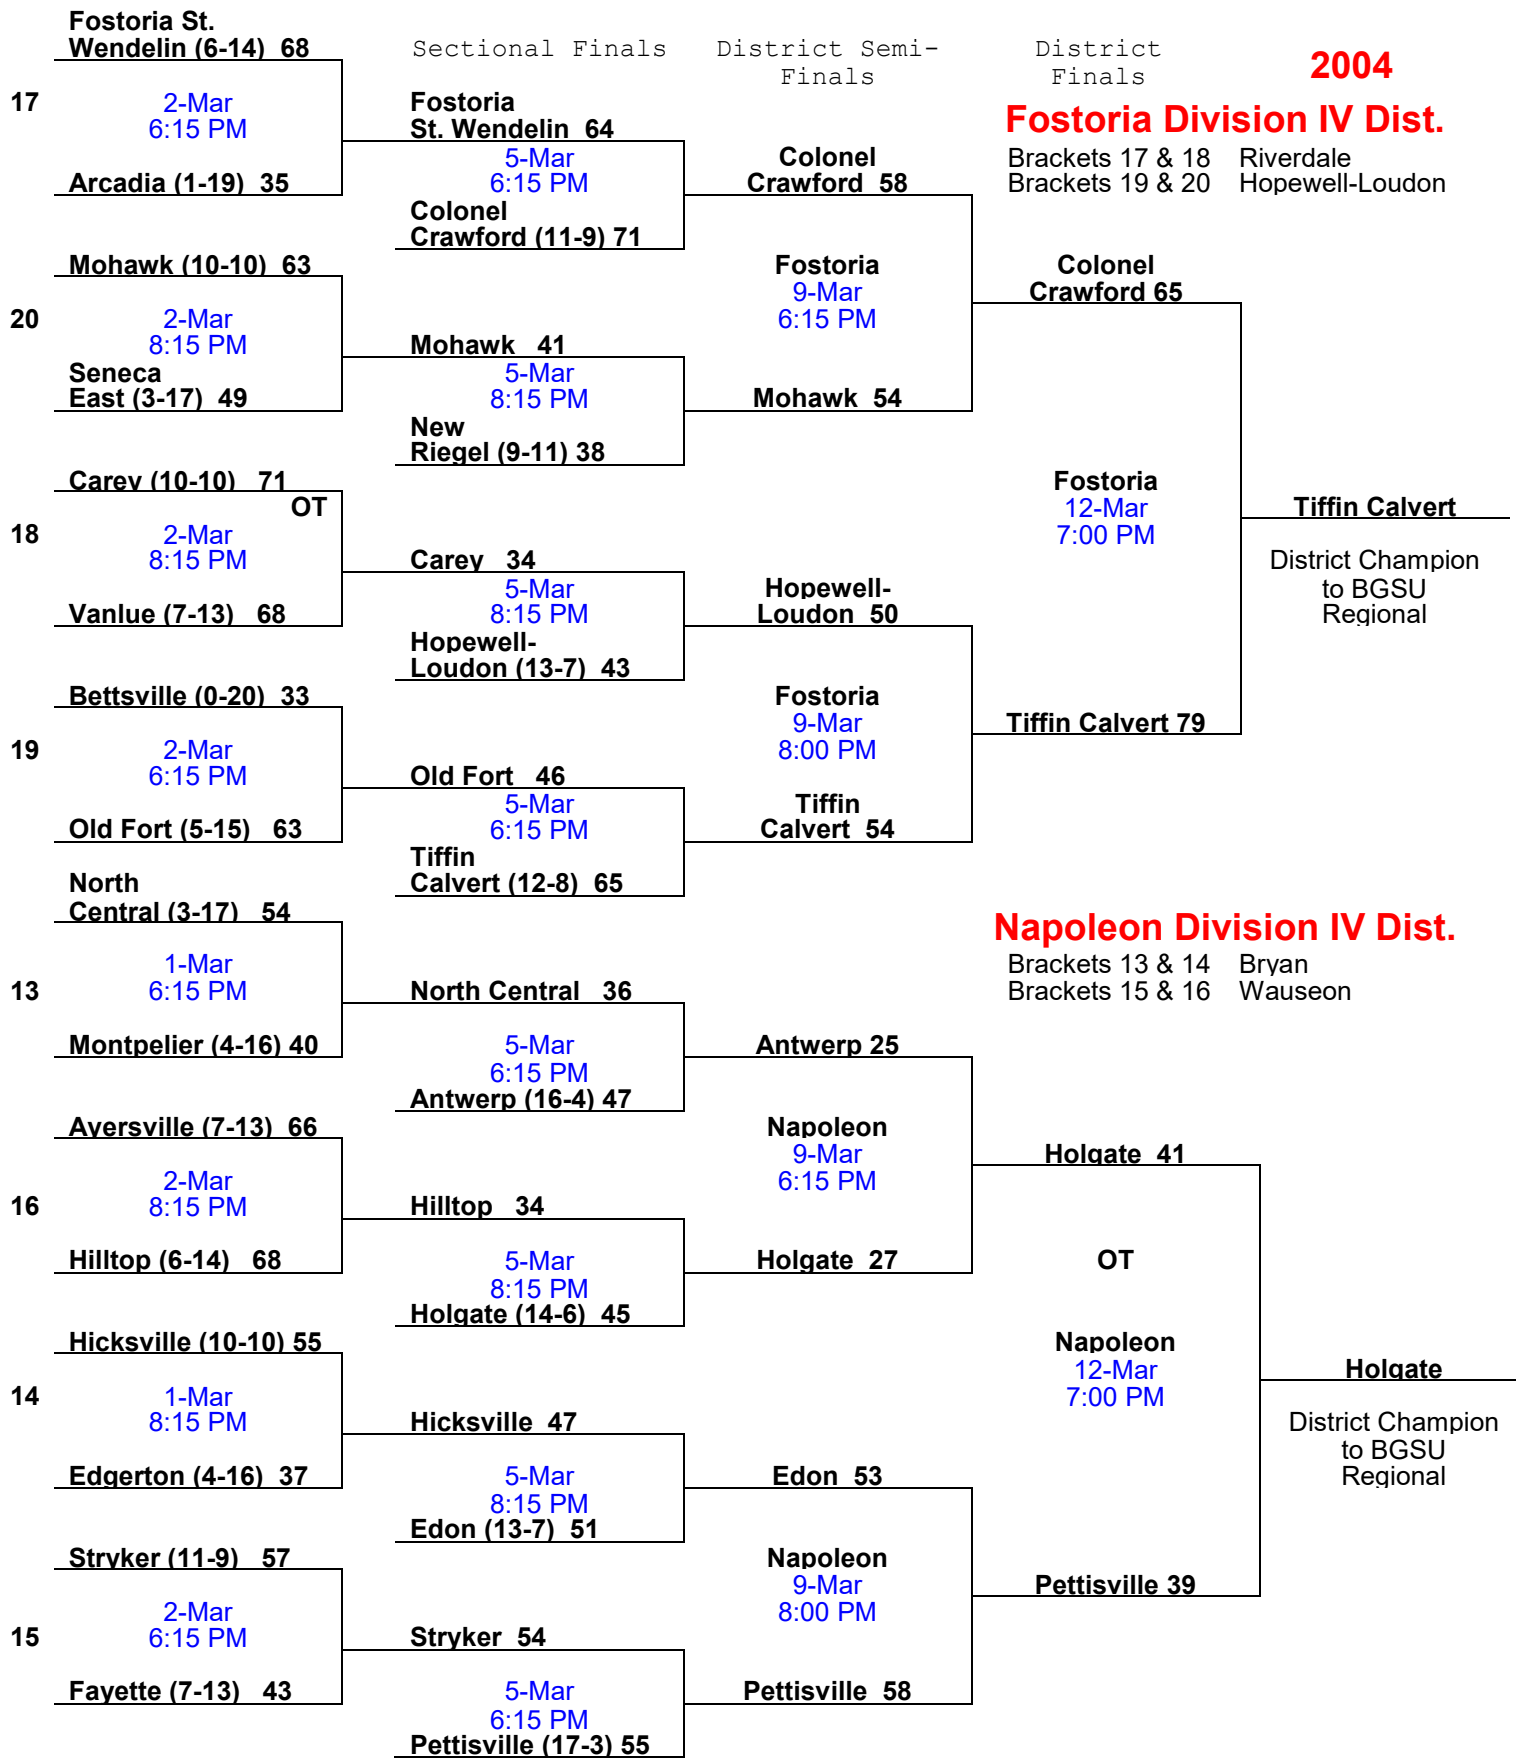 Fostoria St.
Wendelin (6-14) 68
Sectional Finals
District Semi-
Finals
District
Finals
2004
17
2-Mar
6:15 PM
Fostoria
St. Wendelin 64
Fostoria Division IV Dist.
5-Mar
6:15 PM
Colonel
Crawford 58
Brackets 17 & 18 Riverdale
Brackets 19 & 20 Hopewell-Loudon
Arcadia (1-19) 35
Colonel
Crawford (11-9) 71
Mohawk (10-10) 63
Fostoria
9-Mar
6:15 PM
Colonel
Crawford 65
20
2-Mar
8:15 PM
Mohawk 41
5-Mar
8:15 PM
Seneca
East (3-17) 49
Mohawk 54
New
Riegel (9-11) 38
Carey (10-10) 71
OT
Fostoria
12-Mar
7:00 PM
Tiffin Calvert
18
2-Mar
8:15 PM
Carey 34
5-Mar
8:15 PM
Hopewell-
Loudon 50
District Champion
to BGSU
Regional
Vanlue (7-13) 68
Hopewell-
Loudon (13-7) 43
Bettsville (0-20) 33
Fostoria
9-Mar
8:00 PM
Tiffin Calvert 79
19
2-Mar
6:15 PM
Old Fort 46
5-Mar
6:15 PM
Tiffin
Calvert 54
Old Fort (5-15) 63
Tiffin
Calvert (12-8) 65
North
Central (3-17) 54
Napoleon Division IV Dist.
Brackets 13 & 14 Bryan
Brackets 15 & 16 Wauseon
13
1-Mar
6:15 PM
North Central 36
Montpelier (4-16) 40
5-Mar
6:15 PM
Antwerp 25
Antwerp (16-4) 47
Ayersville (7-13) 66
Napoleon
9-Mar
6:15 PM
Holgate 41
16
2-Mar
8:15 PM
Hilltop 34
Hilltop (6-14) 68
5-Mar
8:15 PM
Holgate 27
OT
Holgate (14-6) 45
Hicksville (10-10) 55
Napoleon
12-Mar
7:00 PM
Holgate
14
1-Mar
8:15 PM
Hicksville 47
District Champion
to BGSU
Regional
Edgerton (4-16) 37
5-Mar
8:15 PM
Edon 53
Edon (13-7) 51
Stryker (11-9) 57
Napoleon
9-Mar
8:00 PM
Pettisville 39
15
2-Mar
6:15 PM
Stryker 54
Fayette (7-13) 43
5-Mar
6:15 PM
Pettisville 58
Pettisville (17-3) 55